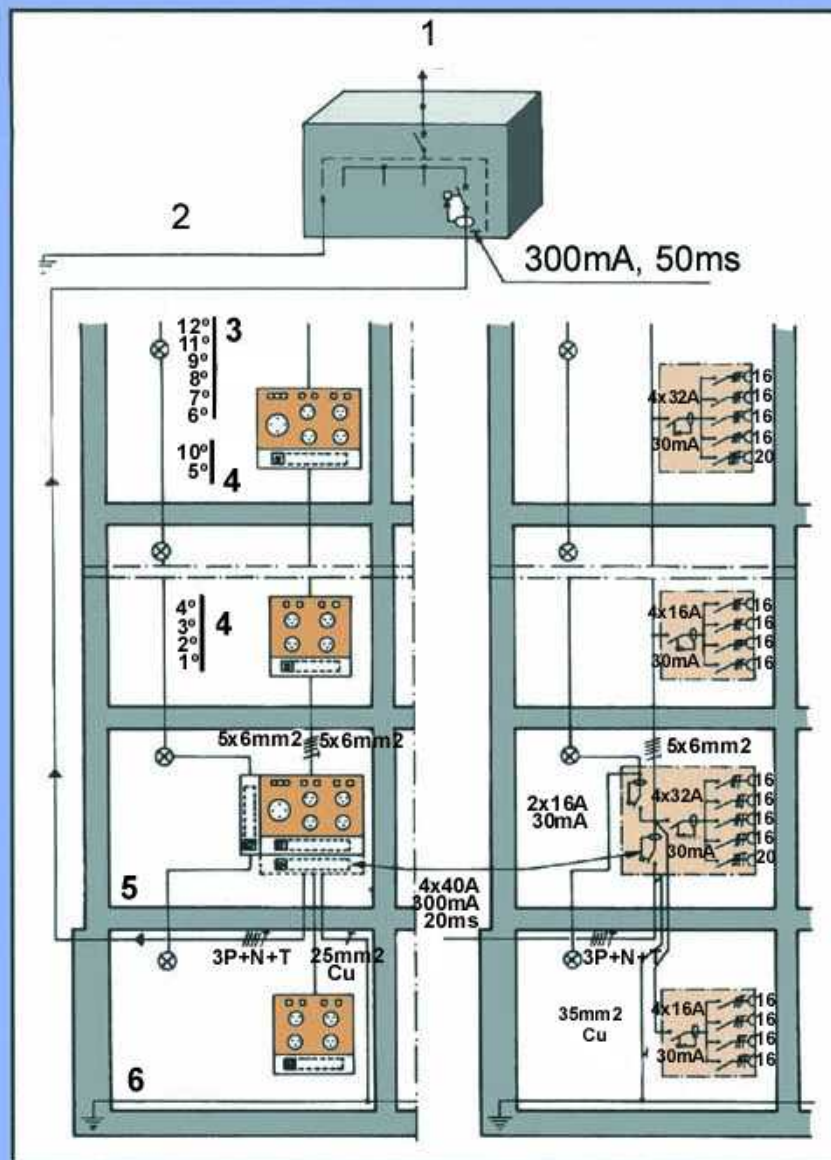 1
2
300mA, 50ms
12º
11º
9º
8º
7º
6º
3
10º
5º
4
4x32A
30mA
16
16
16
16
20
4º
3º
2º
1º
4
4x16A
30mA
16
16
16
16
5x6mm2
5x6mm2
5x6mm2
2x16A
30mA
4x32A
30mA
16
16
16
16
20
5
4x40A
300mA
20ms
3P+N+T
25mm2
Cu
3P+N+T
35mm2
Cu
4x16A
30mA
16
16
16
16
6